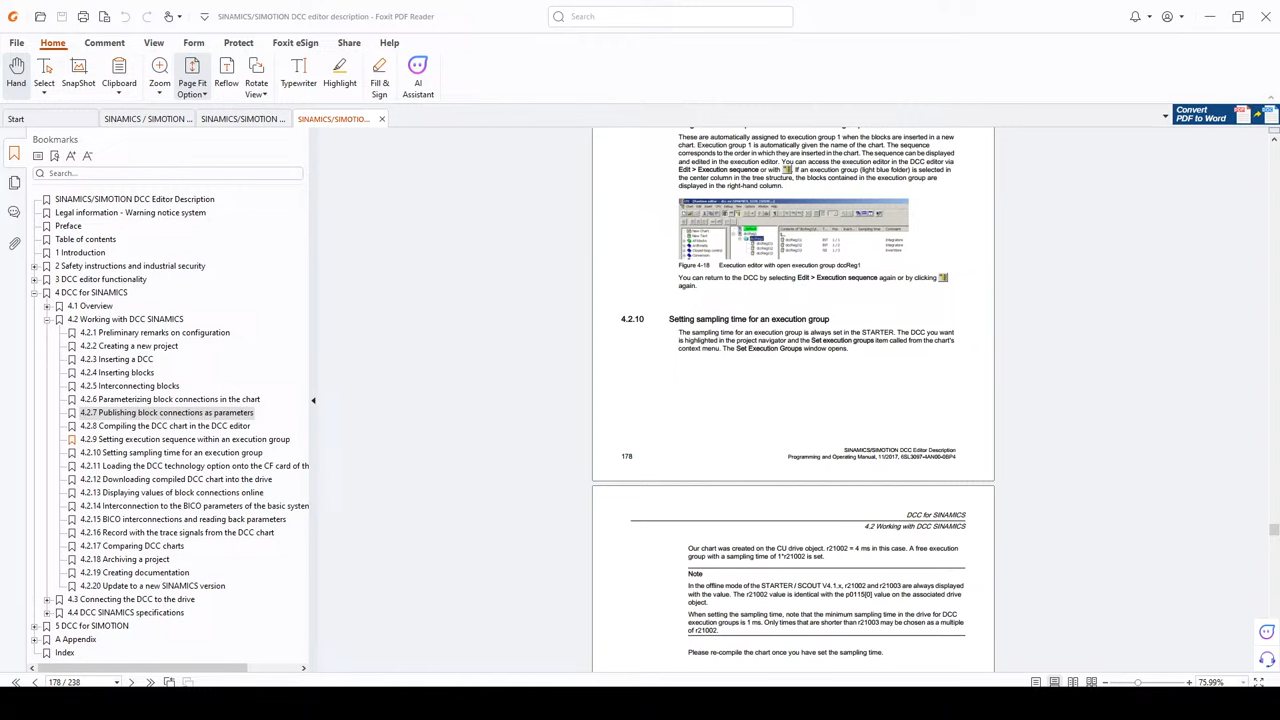 SINAMICS/SIMOTION DCC editor description - Foxit PDF Reader
Search
File
Home
Comment
View
Form
Protect
Foxit eSign
Share
Help
Hand
Select
SnapShot
Clipboard
Zoom
Page Fit Option
Reflow
Rotate View
Typewriter
Highlight
Fill & Sign
AI Assistant
Start
SINAMICS / SIMOTION ...
SINAMICS/SIMOTION ...
SINAMICS/SIMOTIO...
Convert
PDF to Word
Bookmarks
Search...
SINAMICS/SIMOTION DCC Editor Description
Legal information - Warning notice system
Preface
Table of contents
1 Introduction
2 Safety instructions and industrial security
3 DCC editor functionality
4 DCC for SINAMICS
4.1 Overview
4.2 Working with DCC SINAMICS
4.2.1 Preliminary remarks on configuration
4.2.2 Creating a new project
4.2.3 Inserting a DCC
4.2.4 Inserting blocks
4.2.5 Interconnecting blocks
4.2.6 Parameterizing block connections in the chart
4.2.7 Publishing block connections as parameters
4.2.8 Compiling the DCC chart in the DCC editor
4.2.9 Setting execution sequence within an execution group
4.2.10 Setting sampling time for an execution group
4.2.11 Loading the DCC technology option onto the CF card of th
4.2.12 Downloading compiled DCC chart into the drive
4.2.13 Displaying values of block connections online
4.2.14 Interconnection to the BICO parameters of the basic system
4.2.15 BICO interconnections and reading back parameters
4.2.16 Record with the trace signals from the DCC chart
4.2.17 Comparing DCC charts
4.2.18 Archiving a project
4.2.19 Creating documentation
4.2.20 Update to a new SINAMICS version
4.3 Connecting the DCC to the drive
4.4 DCC SINAMICS specifications
5 DCC for SIMOTION
A Appendix
Index
These are automatically assigned to execution group 1 when the blocks are inserted in a new
chart. Execution group 1 is automatically given the name of the chart. The sequence
corresponds to the order in which they are inserted in the chart. The sequence can be displayed
and edited in the execution editor. You can access the execution editor in the DCC editor via
Edit > Execution sequence or with . If an execution group (light blue folder) is selected in
the center column in the tree structure, the blocks contained in the execution group are
displayed in the right-hand column.
Figure 4-18 Execution editor with open execution group dccReg1
You can return to the DCC by selecting Edit > Execution sequence again or by clicking
again.
4.2.10 Setting sampling time for an execution group
The sampling time for an execution group is always set in the STARTER. The DCC you want
is highlighted in the project navigator and the Set execution groups item called from the chart's
context menu. The Set Execution Groups window opens.
SINAMICS/SIMOTION DCC Editor Description
178 Programming and Operating Manual, 11/2017, 6SL3097-4AN00-0BP4
DCC for SINAMICS
4.2 Working with DCC SINAMICS
Our chart was created on the CU drive object. r21002 = 4 ms in this case. A free execution
group with a sampling time of 1*r21002 is set.
Note
In the offline mode of the STARTER / SCOUT V4.1.x, r21002 and r21003 are always displayed
with the value. The r21002 value is identical with the p0115[0] value on the associated drive
object.
When setting the sampling time, note that the minimum sampling time in the drive for DCC
execution groups is 1 ms. Only times that are shorter than r21003 may be chosen as a multiple
of r21002.
Please re-compile the chart once you have set the sampling time.
178 / 238
75.99%